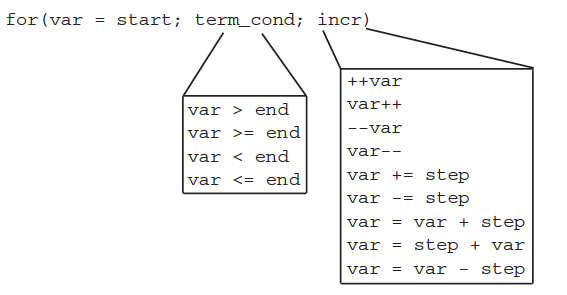 for(var = start; term_cond; incr)
var > end
var >= end
var < end
var <= end
++var
var++
--var
var--
var += step
var -= step
var = var + step
var = step + var
var = var - step